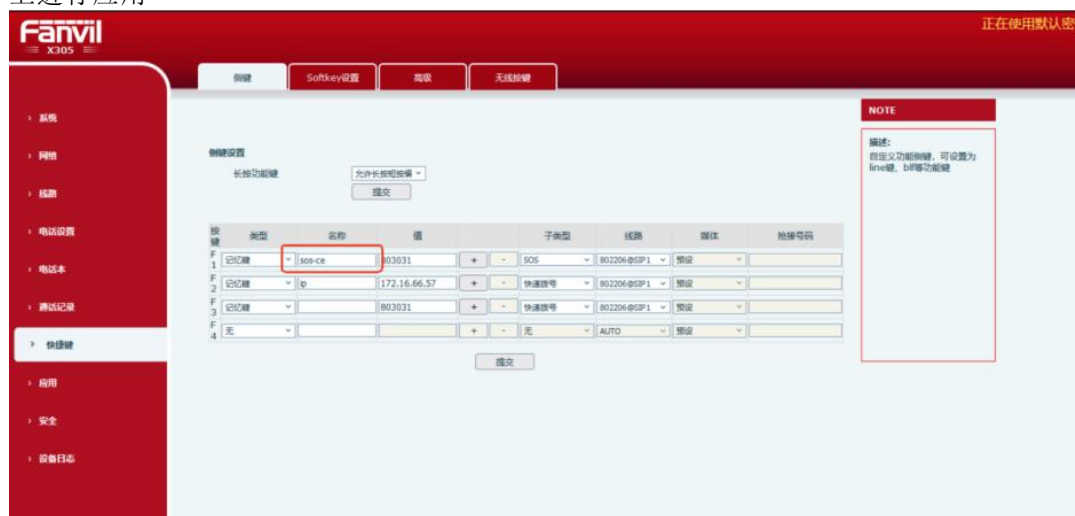 Fanvil
X305
正在使用默认密
侧键 Softkey设置 高级 无线按键
› 系统
› 网络
› 线路
› 电话设置
› 电话本
› 通话记录
› 快捷键
› 应用
› 安全
› 设备日志
侧键设置
长按功能键 允许长按短按编
提交
按键 类型 名称 值 子类型 线路 媒体 抢接号码
F1 记忆键 sos-ce 803031 + - SOS 802206@SIP1 预设
F2 记忆键 ip 172.16.66.57 + - 快速拨号 802206@SIP1 预设
F3 记忆键 803031 + - 快速拨号 802206@SIP1 预设
F4 无 + - 无 AUTO 预设
提交
NOTE
描述:
自定义功能侧键，可设置为
line键，blf等功能键